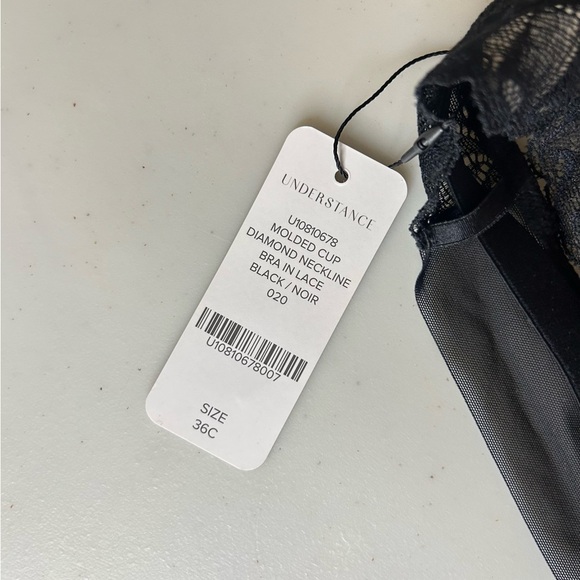 UNDERSTANCE
U10810678
MOLDED CUP
DIAMOND NECKLINE
BRA IN LACE
BLACK / NOIR
020
U10810678007
SIZE
36C